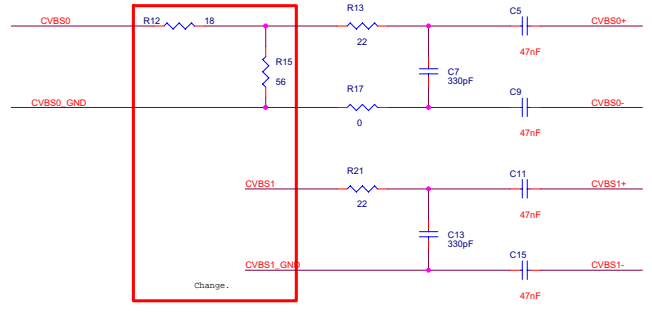 CVBS0 R12 18 R13 22 C5 47nF CVBS0+
R15 56 C7 330pF
CVBS0_GND R17 0 C9 47nF CVBS0-
CVBS1 R21 22 C11 47nF CVBS1+
C13 330pF
CVBS1_GND C15 47nF CVBS1-
Change.